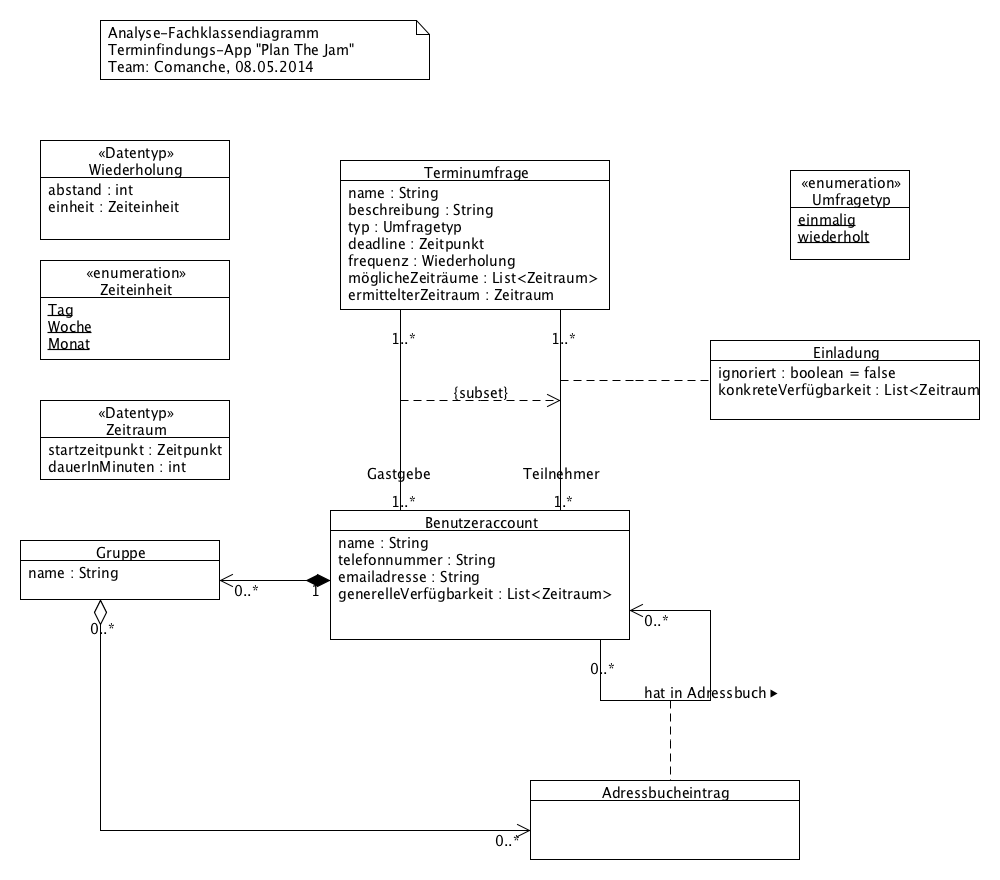 Analyse-Fachklassendiagramm
Terminfindungs-App "Plan The Jam"
Team: Comanche, 08.05.2014
«Datentyp»
Wiederholung
abstand : int
einheit : Zeiteinheit
Terminumfrage
name : String
beschreibung : String
typ : Umfragetyp
deadline : Zeitpunkt
frequenz : Wiederholung
möglicheZeiträume : List<Zeitraum>
ermittelterZeitraum : Zeitraum
«enumeration»
Umfragetyp
einmalig
wiederholt
«enumeration»
Zeiteinheit
Tag
Woche
Monat
1..*
1..*
Einladung
ignoriert : boolean = false
konkreteVerfügbarkeit : List<Zeitraum
{subset}
«Datentyp»
Zeitraum
startzeitpunkt : Zeitpunkt
dauerInMinuten : int
Gastgebe
Teilnehmer
1..*
1.*
Benutzeraccount
name : String
telefonnummer : String
emailadresse : String
generelleVerfügbarkeit : List<Zeitraum>
Gruppe
name : String
0..*
1
0..*
0..*
0..*
hat in Adressbuch ▸
Adressbucheintrag
0..*